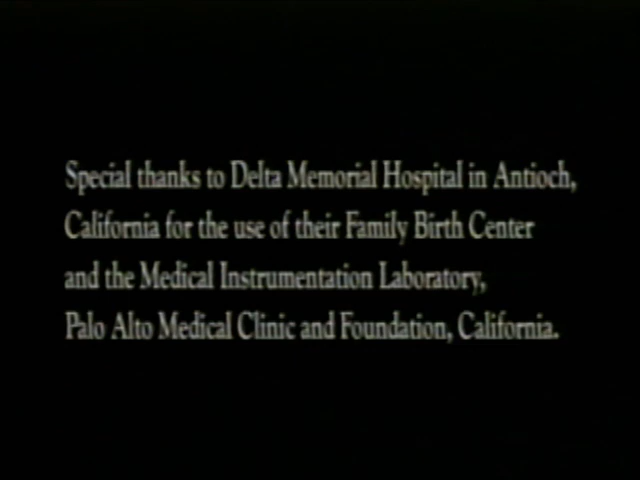 Special thanks to Delta Memorial Hospital in Antioch,
California for the use of their Family Birth Center
and the Medical Instrumentation Laboratory,
Palo Alto Medical Clinic and Foundation, California.